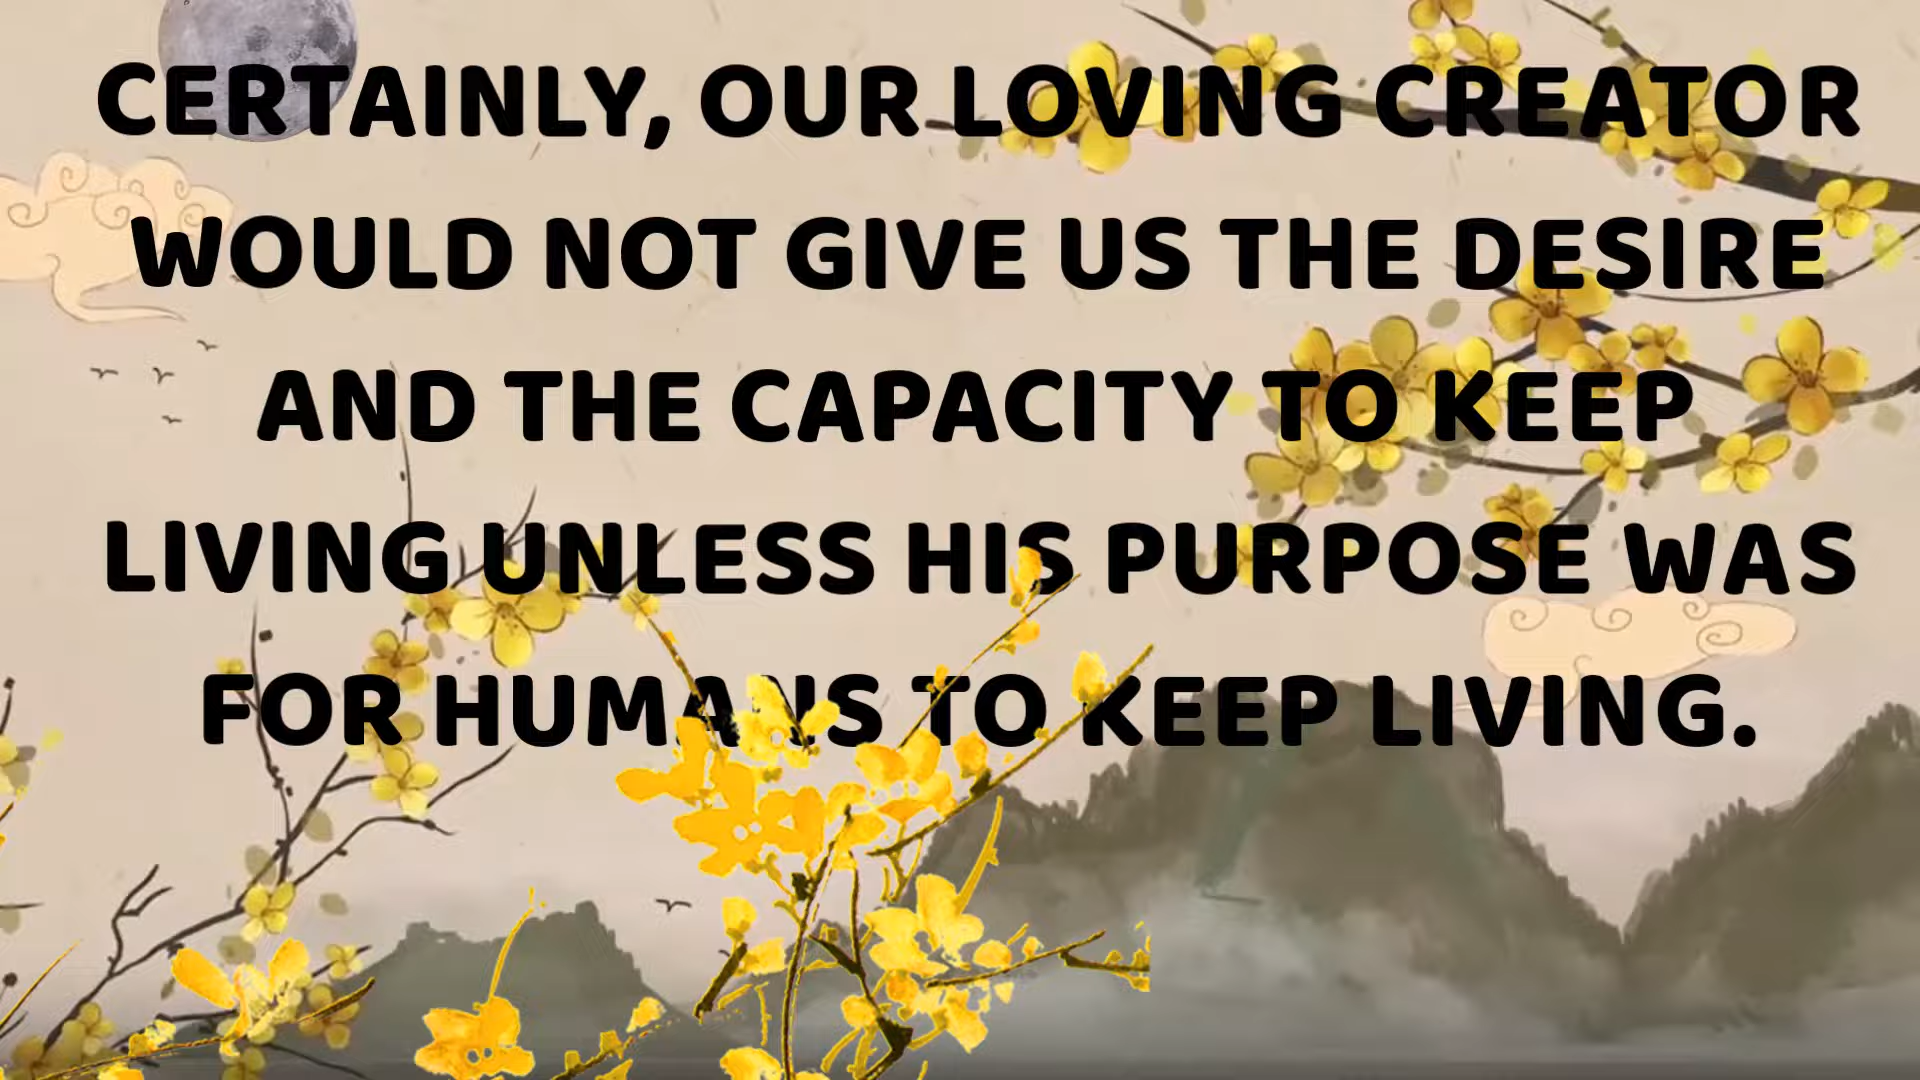 CERTAINLY, OUR LOVING CREATOR
WOULD NOT GIVE US THE DESIRE
AND THE CAPACITY TO KEEP
LIVING UNLESS HIS PURPOSE WAS
FOR HUMANS TO KEEP LIVING.